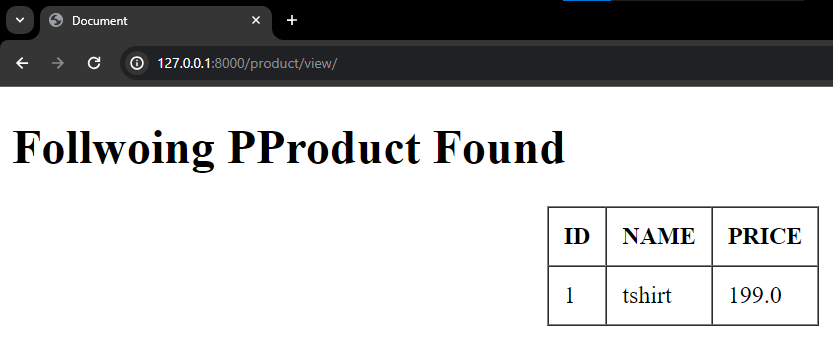 Document
127.0.0.1:8000/product/view/
Follwoing PProduct Found
ID NAME PRICE
1 tshirt 199.0